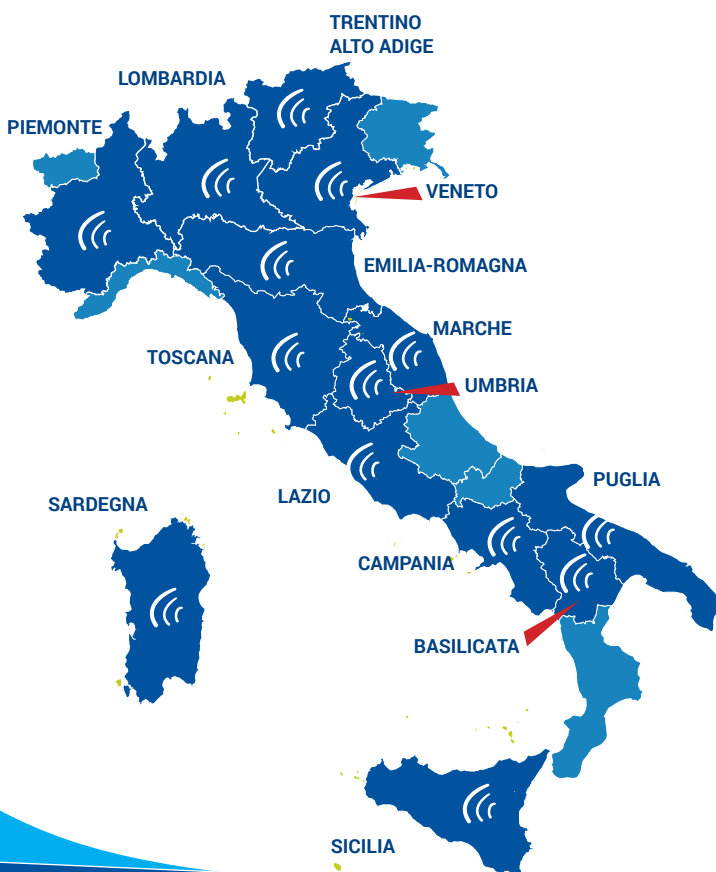 TRENTINO
ALTO ADIGE
LOMBARDIA
PIEMONTE
VENETO
EMILIA-ROMAGNA
MARCHE
TOSCANA
UMBRIA
PUGLIA
LAZIO
SARDEGNA
CAMPANIA
BASILICATA
SICILIA